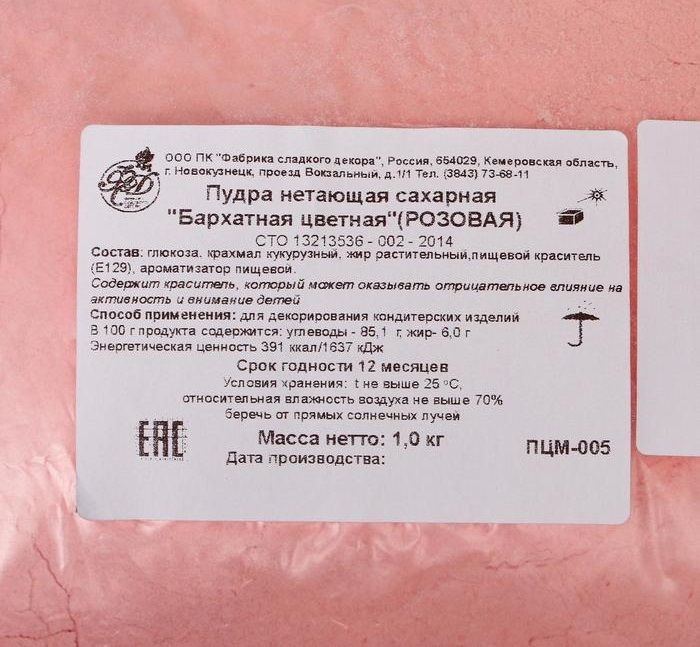 ООО ПК "Фабрика сладкого декора", Россия, 654029, Кемеровская область,
г. Новокузнецк, проезд Вокзальный, д.1/1 Тел. (3843) 73-68-11
Пудра нетающая сахарная
"Бархатная цветная"(РОЗОВАЯ)
СТО 13213536 - 002 - 2014
Состав: глюкоза. крахмал кукурузный, жир растительный,пищевой краситель
(Е129), ароматизатор пищевой.
Содержит краситель, который может оказывать отрицательное влияние на
активность и внимание детей
Способ применения: для декорирования кондитерских изделий
В 100 г продукта содержится: углеводы - 85,1 г, жир- 6,0 г
Энергетическая ценность 391 ккал/1637 кДж
Срок годности 12 месяцев
Условия хранения: t не выше 25 °С,
относительная влажность воздуха не выше 70%
беречь от прямых солнечных лучей
ЕАС
Масса нетто: 1,0 кг
ПЦМ-005
Дата производства: